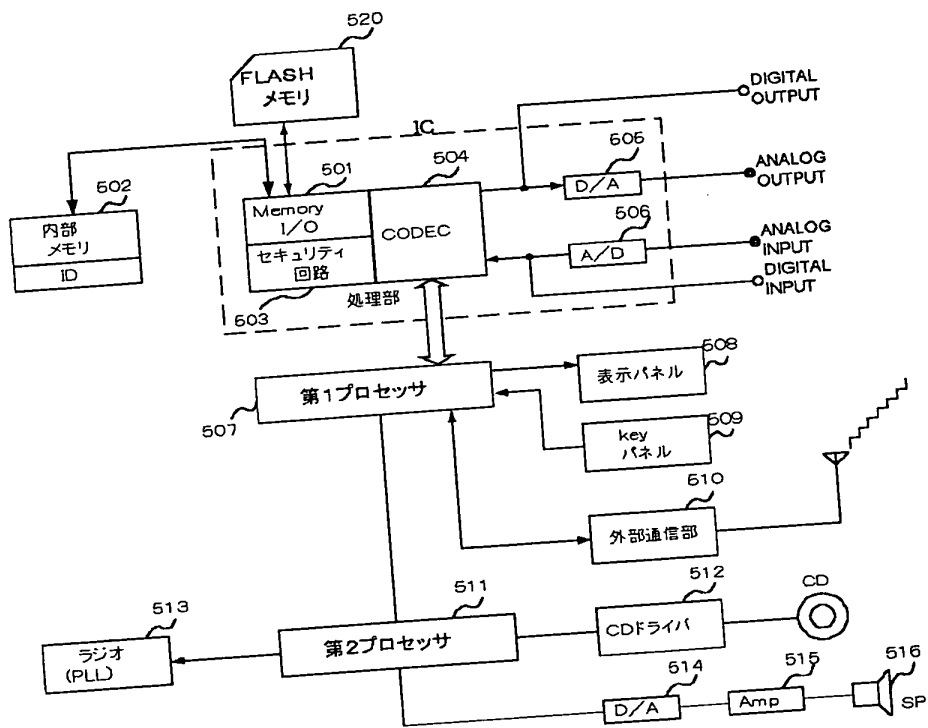 520
FLASH
メモリ
DIGITAL
OUTPUT
IC
505
502
501
504
D/A
ANALOG
OUTPUT
内部
メモリ
ID
Memory
I/O
CODEC
506
A/D
ANALOG
INPUT
セキュリティ
回路
DIGITAL
INPUT
503
処理部
508
第1プロセッサ
表示パネル
507
509
key
パネル
510
外部通信部
513
511
512
CD
ラジオ
(PLL)
第2プロセッサ
CDドライバ
514
515
516
D/A
Amp
SP